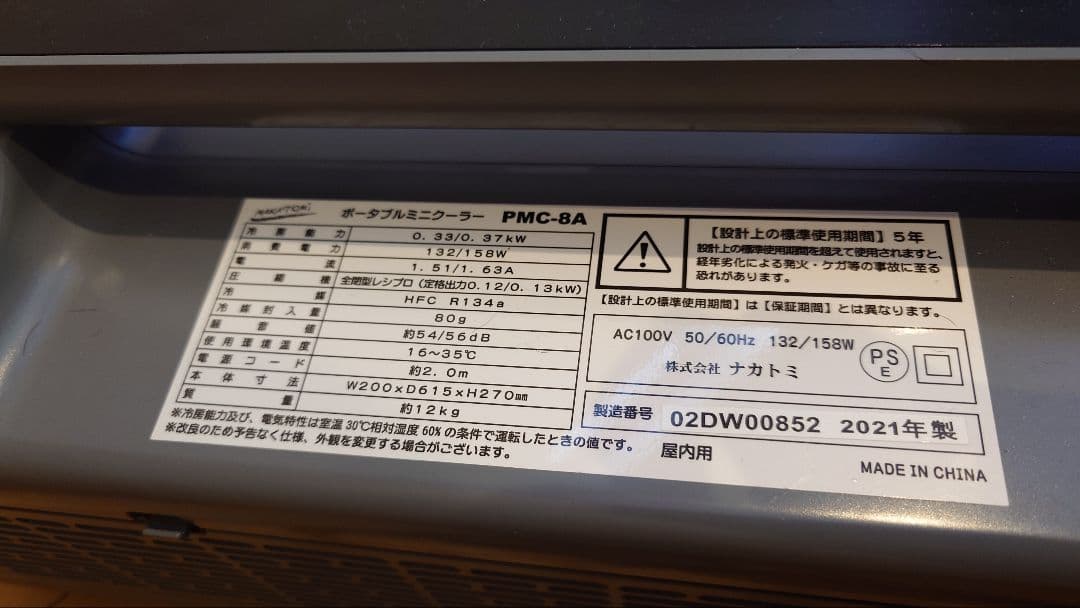 NAKATOMI ポータブルミニクーラー PMC-8A
冷房能力 0.33/0.37kW
消費電力 132/158W
電流 1.51/1.63A
圧縮機 全閉型レシプロ（定格出力0.12/0.13kW）
冷媒 HFC R134a
冷媒封入量 80g
騒音値 約54/56dB
使用環境温度 16～35℃
電源コード 約2.0m
本体寸法 W200×D615×H270㎜
質量 約12kg
※冷房能力及び、電気特性は室温30℃相対湿度60%の条件で運転したときの値です。
※改良のため予告なく仕様、外観を変更する場合がございます。
【設計上の標準使用期間】5年
設計上の標準使用期間を超えて使用されますと、
経年劣化による発火・ケガ等の事故に至る
恐れがあります。
【設計上の標準使用期間】は【保証期間】とは異なります。
AC100V 50/60Hz 132/158W
株式会社 ナカトミ
PS
E
製造番号 02DW00852 2021年製
屋内用
MADE IN CHINA